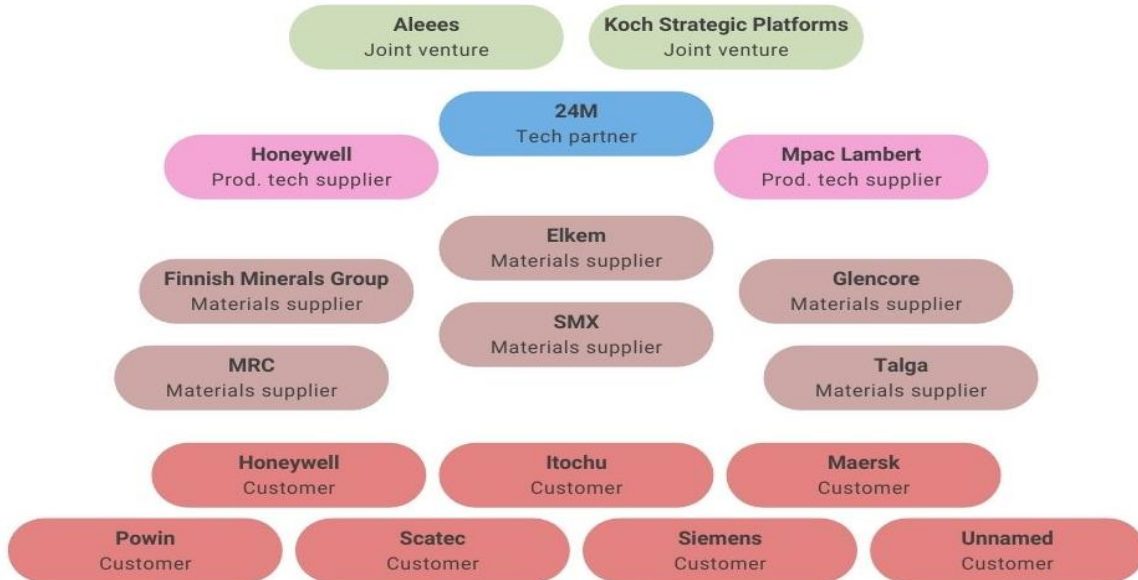 Aleees
Joint venture
Koch Strategic Platforms
Joint venture
24M
Tech partner
Honeywell
Prod. tech supplier
Mpac Lambert
Prod. tech supplier
Elkem
Materials supplier
Finnish Minerals Group
Materials supplier
Glencore
Materials supplier
SMX
Materials supplier
MRC
Materials supplier
Talga
Materials supplier
Honeywell
Customer
Itochu
Customer
Maersk
Customer
Powin
Customer
Scatec
Customer
Siemens
Customer
Unnamed
Customer